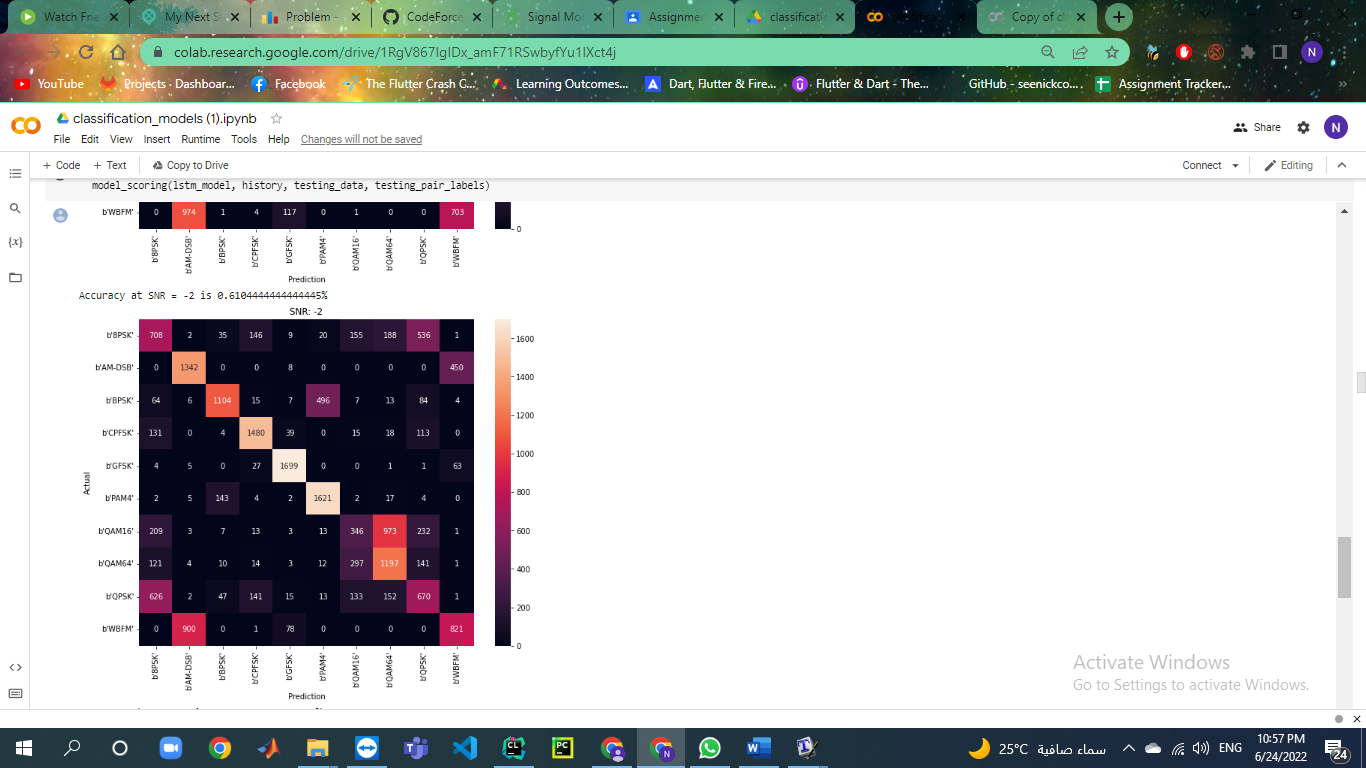 Watch Frie
My Next S
Problem -
CodeForce
Signal Mo
Assignmen
classificatio
Copy of cl
colab.research.google.com/drive/1RgV867IgIDx_amF71RSwbyfYu1IXct4j
N
YouTube Projects · Dashboar... Facebook The Flutter Crash C... Learning Outcomes... Dart, Flutter & Fire... Flutter & Dart - The... GitHub - seenickco... Assignment Tracker... »
classification_models (1).ipynb
File Edit View Insert Runtime Tools Help Changes will not be saved
Share N
+ Code + Text Copy to Drive
Connect Editing
model_scoring(lstm_model, history, testing_data, testing_pair_labels)
b'WBFM' 0 974 1 4 117 0 1 0 0 703
0
b'8PSK' b'AM-DSB' b'BPSK' b'CPFSK' b'GFSK' b'PAM4' b'QAM16' b'QAM64' b'QPSK' b'WBFM'
Prediction
Accuracy at SNR = -2 is 0.6104444444444445%
SNR: -2
b'8PSK' 708 2 35 146 9 20 155 188 536 1
b'AM-DSB' 0 1342 0 0 8 0 0 0 0 450
b'BPSK' 64 6 1104 15 7 496 7 13 84 4
b'CPFSK' 131 0 4 1480 39 0 15 18 113 0
b'GFSK' 4 5 0 27 1699 0 0 1 1 63
b'PAM4' 2 5 143 4 2 1621 2 17 4 0
b'QAM16' 209 3 7 13 3 13 346 973 232 1
b'QAM64' 121 4 10 14 3 12 297 1197 141 1
b'QPSK' 626 2 47 141 15 13 133 152 670 1
b'WBFM' 0 900 0 1 78 0 0 0 0 821
Actual
b'8PSK' b'AM-DSB' b'BPSK' b'CPFSK' b'GFSK' b'PAM4' b'QAM16' b'QAM64' b'QPSK' b'WBFM'
Prediction
1600
1400
1200
1000
800
600
400
200
0
{x}
Activate Windows
Go to Settings to activate Windows.
25°C سماء صافية
ENG
10:57 PM
6/24/2022
24